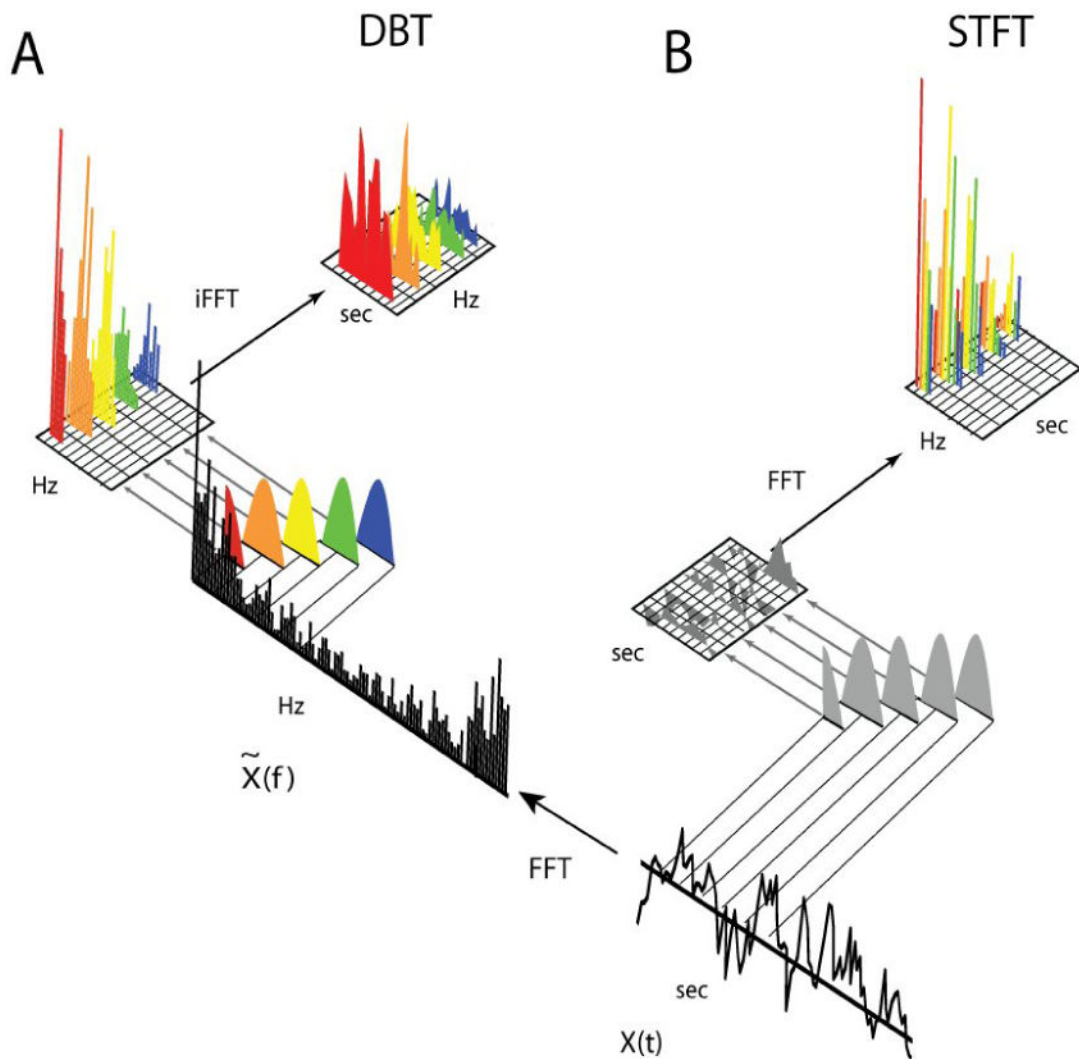 A
DBT
B
STFT
iFFT
sec
Hz
Hz
sec
Hz
FFT
sec
Hz
X̃(f)
FFT
sec
X(t)